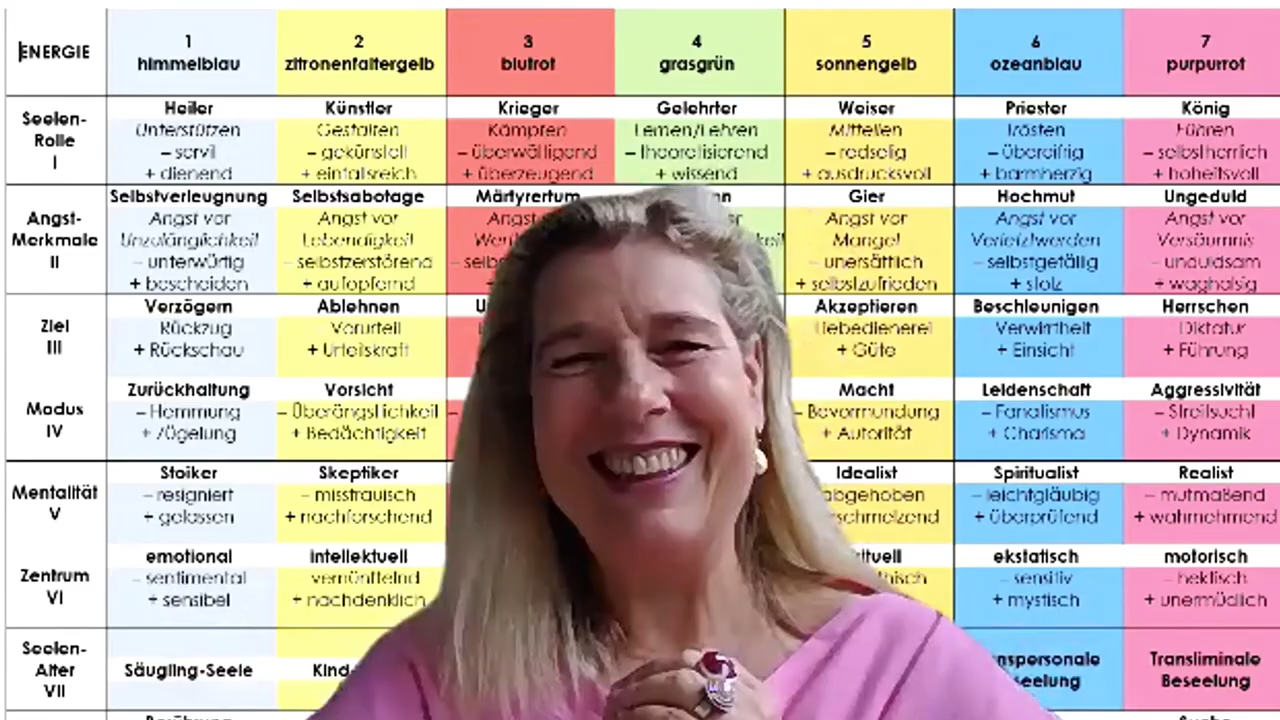 ENERGIE
1
himmelblau
2
zitronenfaltergelb
3
blutrot
4
grasgrün
5
sonnengelb
6
ozeanblau
7
purpurrot
Seelen-
Rolle
I
Heiler
Unterstützen
– servil
+ dienend
Künstler
Gestalten
– gekünstelt
+ einfallsreich
Krieger
Kämpfen
– überwältigend
+ überzeugend
Gelehrter
Lernen/Lehren
– theoretisierend
+ wissend
Weiser
Mitteilen
– redselig
+ ausdrucksvoll
Priester
Trösten
– übereifrig
+ barmherzig
König
Führen
– selbstherrlich
+ hoheitsvoll
Angst-
Merkmale
II
Selbstverleugnung
Angst vor
Unzulänglichkeit
– unterwürfig
+ bescheiden
Selbstsabotage
Angst vor
Lebendigkeit
– selbstzerstörend
+ aufopfernd
Märtyrertum
Gier
Angst vor
Mangel
– unersättlich
+ selbstzufrieden
Hochmut
Angst vor
Verletztwerden
– selbstgefällig
+ stolz
Ungeduld
Angst vor
Versäumnis
– unduldsam
+ waghalsig
Ziel
III
Verzögern
– Rückzug
+ Rückschau
Ablehnen
– Vorurteil
+ Urteilskraft
Akzeptieren
Liebedienerei
+ Güte
Beschleunigen
– Verwirrtheit
+ Einsicht
Herrschen
– Diktatur
+ Führung
Modus
IV
Zurückhaltung
– Hemmung
+ Zügelung
Vorsicht
– Überängstlichkeit
+ Bedächtigkeit
Macht
– Bevormundung
+ Autorität
Leidenschaft
– Fanatismus
+ Charisma
Aggressivität
– Streitsucht
+ Dynamik
Mentalität
V
Stoiker
– resigniert
+ gelassen
Skeptiker
– misstrauisch
+ nachforschend
Idealist
abgehoben
schmelzend
Spiritualist
– leichtgläubig
+ überprüfend
Realist
– mutmaßend
+ wahrnehmend
Zentrum
VI
emotional
– sentimental
+ sensibel
intellektuell
vernünftelnd
+ nachdenklich
ekstatisch
– sensitiv
+ mystisch
motorisch
– hektisch
+ unermüdlich
Seelen-
Alter
VII
Säugling-Seele
Kind-
nspersonale
seelung
Transliminale
Beseelung